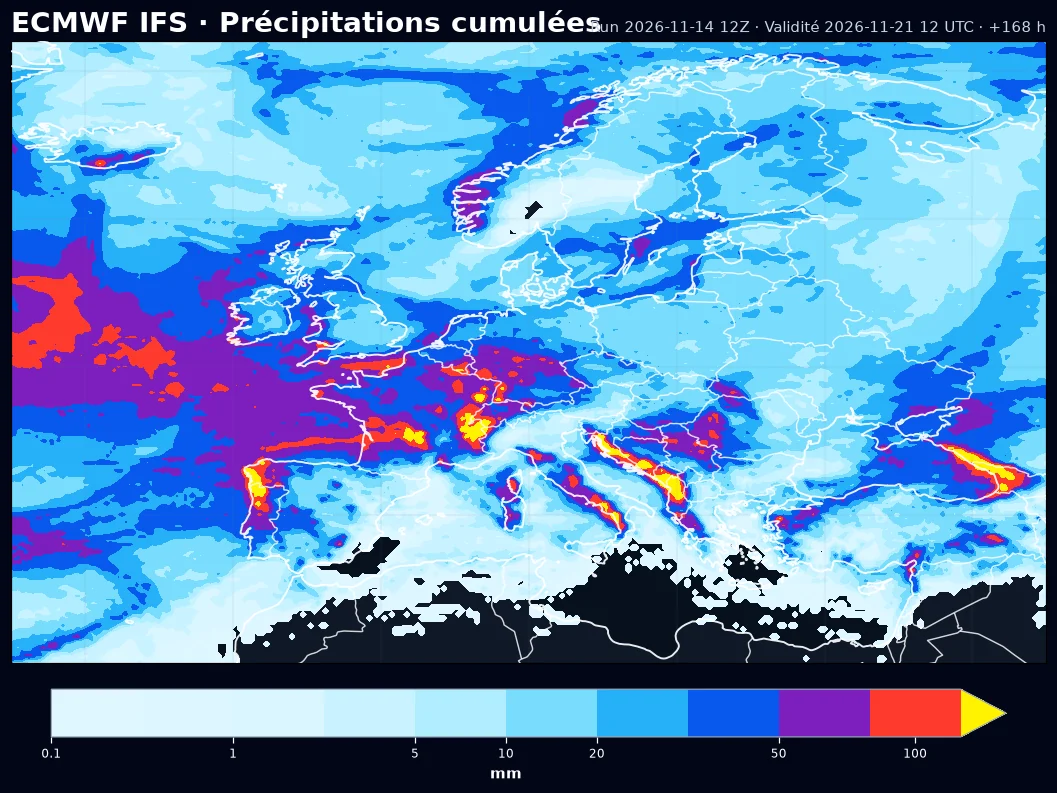 ECMWF IFS · Précipitations cumulées
Run 2026-11-14 12Z · Validité 2026-11-21 12 UTC · +168 h
0.1 1 5 10 20 50 100
mm